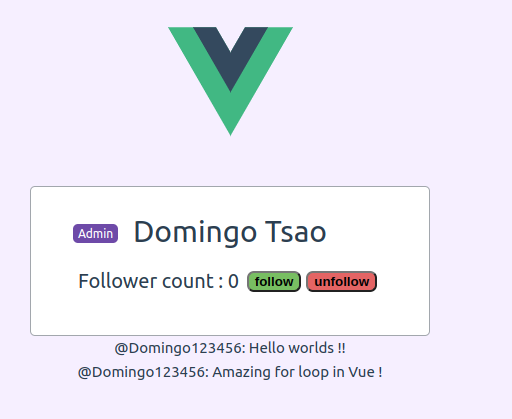 Admin Domingo Tsao
Follower count : 0 follow unfollow
@Domingo123456: Hello worlds !!
@Domingo123456: Amazing for loop in Vue !